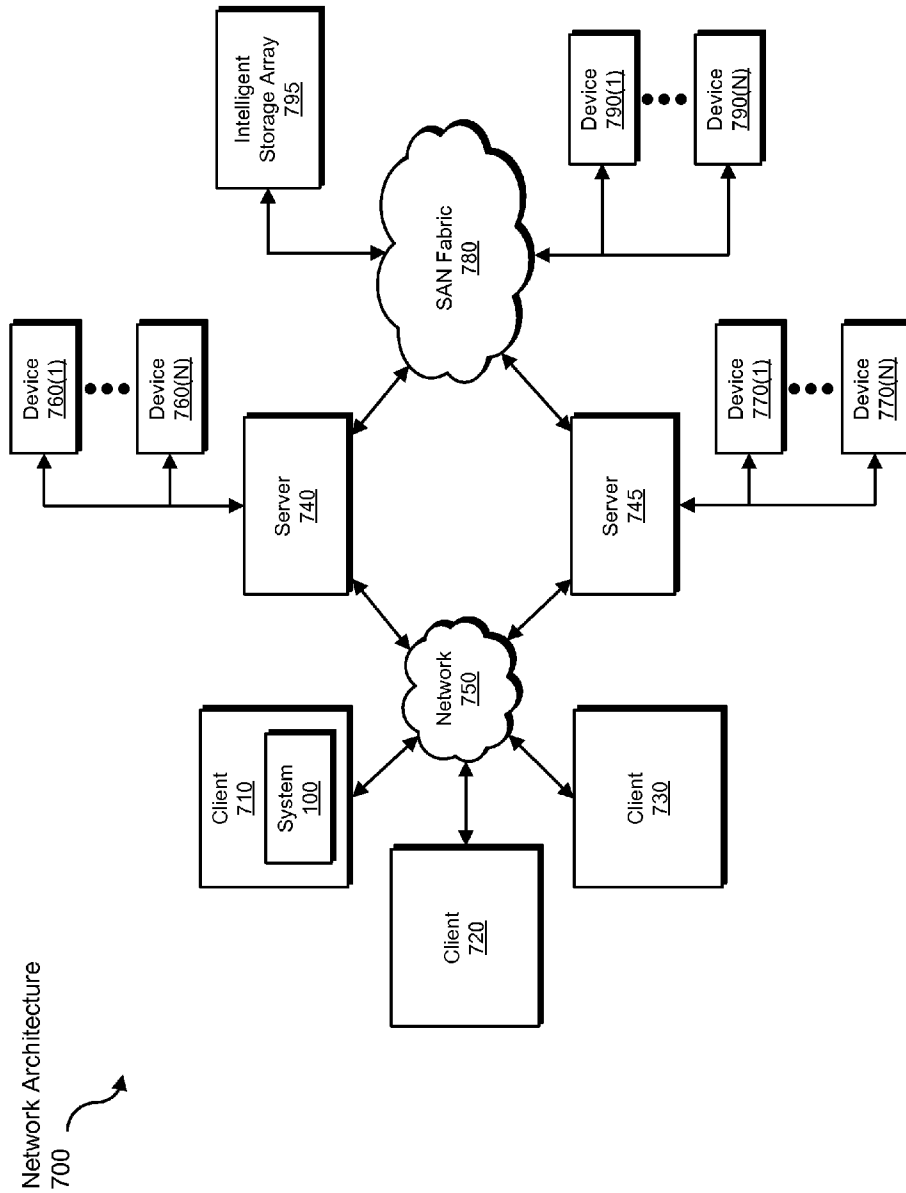 Network Architecture
700
Client
710
System
100
Client
720
Client
730
Network
750
Server
740
Server
745
Device
760(1)
Device
760(N)
Device
770(1)
Device
770(N)
SAN Fabric
780
Intelligent
Storage Array
795
Device
790(1)
Device
790(N)